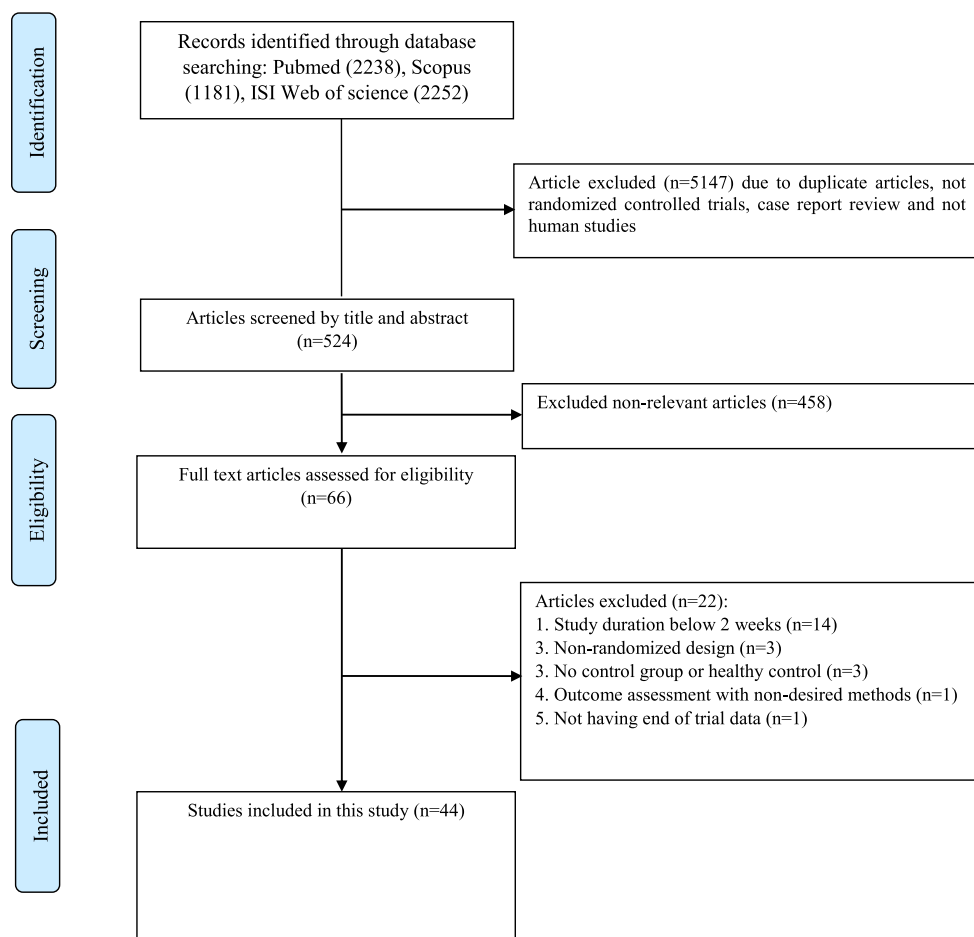 Identification
Records identified through database
searching: Pubmed (2238), Scopus
(1181), ISI Web of science (2252)
Article excluded (n=5147) due to duplicate articles, not
randomized controlled trials, case report review and not
human studies
Screening
Articles screened by title and abstract
(n=524)
Excluded non-relevant articles (n=458)
Eligibility
Full text articles assessed for eligibility
(n=66)
Articles excluded (n=22):
1. Study duration below 2 weeks (n=14)
3. Non-randomized design (n=3)
3. No control group or healthy control (n=3)
4. Outcome assessment with non-desired methods (n=1)
5. Not having end of trial data (n=1)
Included
Studies included in this study (n=44)